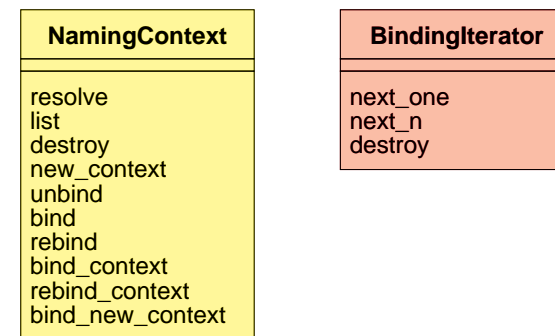 NamingContext
resolve
list
destroy
new_context
unbind
bind
rebind
bind_context
rebind_context
bind_new_context
BindingIterator
next_one
next_n
destroy